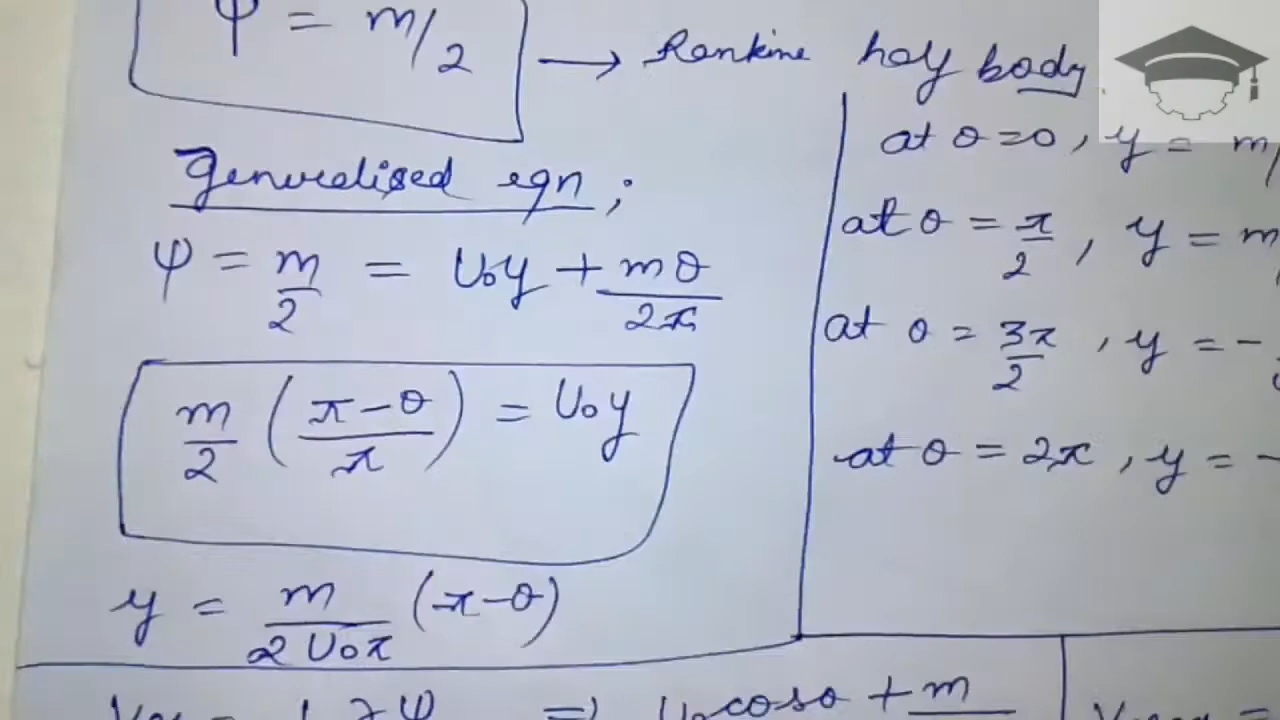 ψ = m/2 → Rankine half body.
Generalised eqn ;
ψ = m/2 = U₀y + mθ/2π
m/2 ( π-θ / π ) = U₀y
y = m / 2U₀π (π-θ)
at θ=0, y = m/
at θ = π/2 , y = m
at θ = 3π/2 , y = -
at θ = 2π , y = -
⇒ U₀cosθ + m